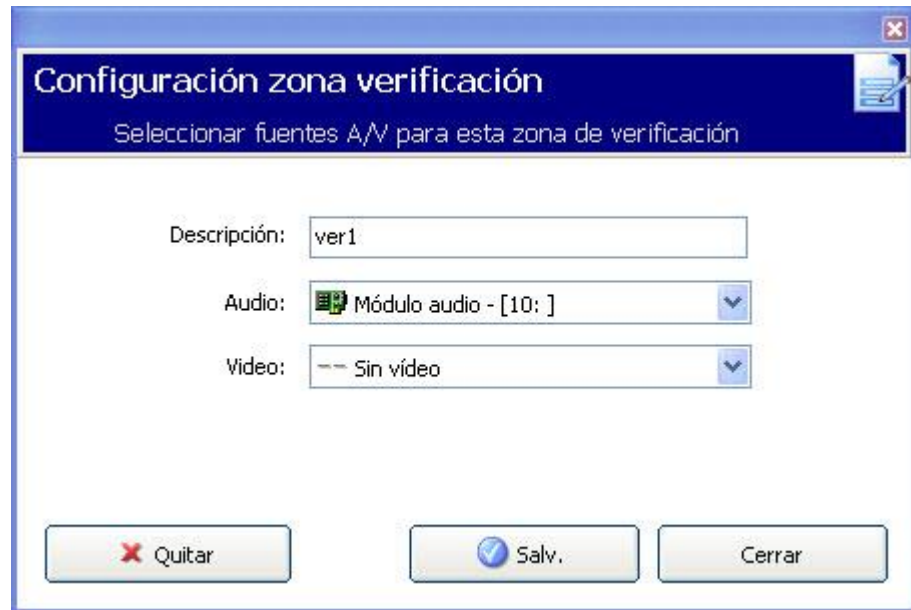 Configuración zona verificación
Seleccionar fuentes A/V para esta zona de verificación
Descripción: ver1
Audio: Módulo audio - [10: ]
Video: -- Sin vídeo
Quitar Salv. Cerrar